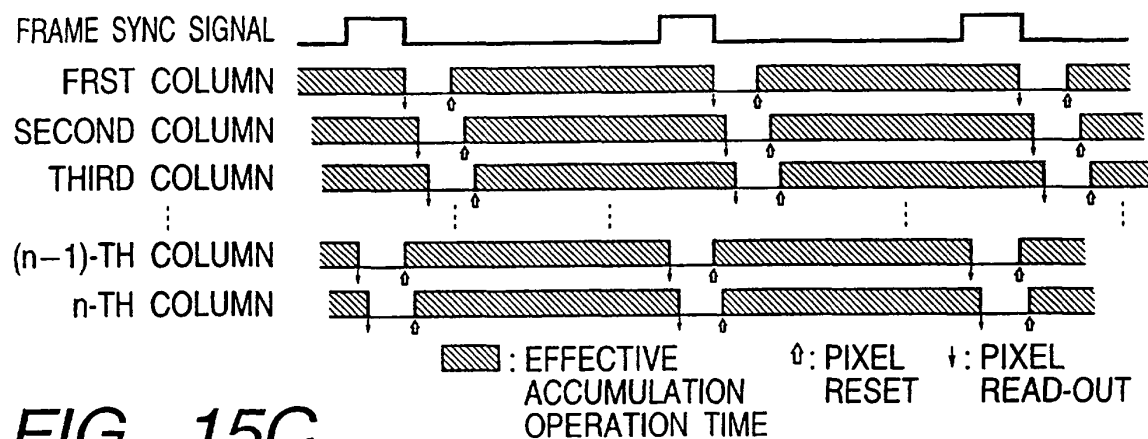 FRAME SYNC SIGNAL
FRST COLUMN
SECOND COLUMN
THIRD COLUMN
(n−1)-TH COLUMN
n-TH COLUMN
: EFFECTIVE ACCUMULATION OPERATION TIME
: PIXEL RESET
: PIXEL READ-OUT
FIG. 15C